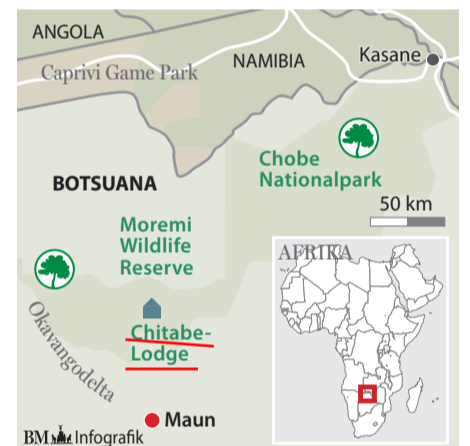 ANGOLA
Caprivi Game Park
NAMIBIA
Kasane
Chobe
Nationalpark
BOTSUANA
50 km
Moremi
Wildlife
Reserve
AFRIKA
Okavangodelta
Chitabe-
Lodge
Maun
BM Infografik